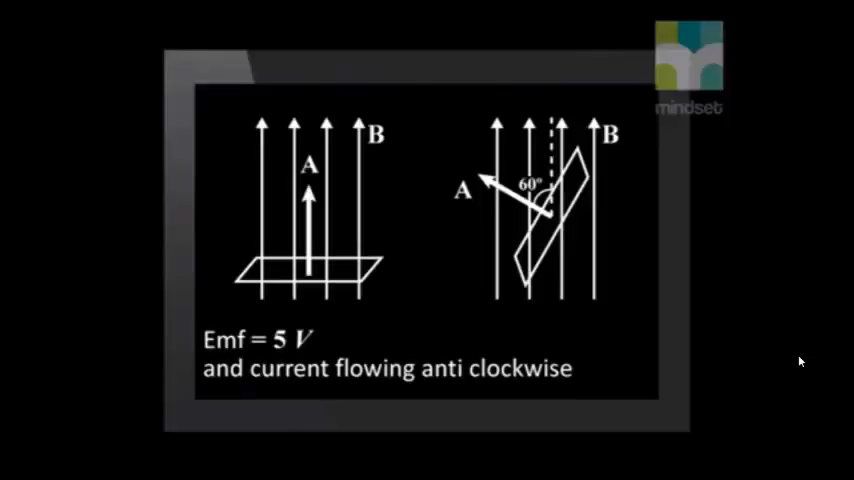 B
A
B
60°
A
Emf = 5 V
and current flowing anti clockwise
mindset